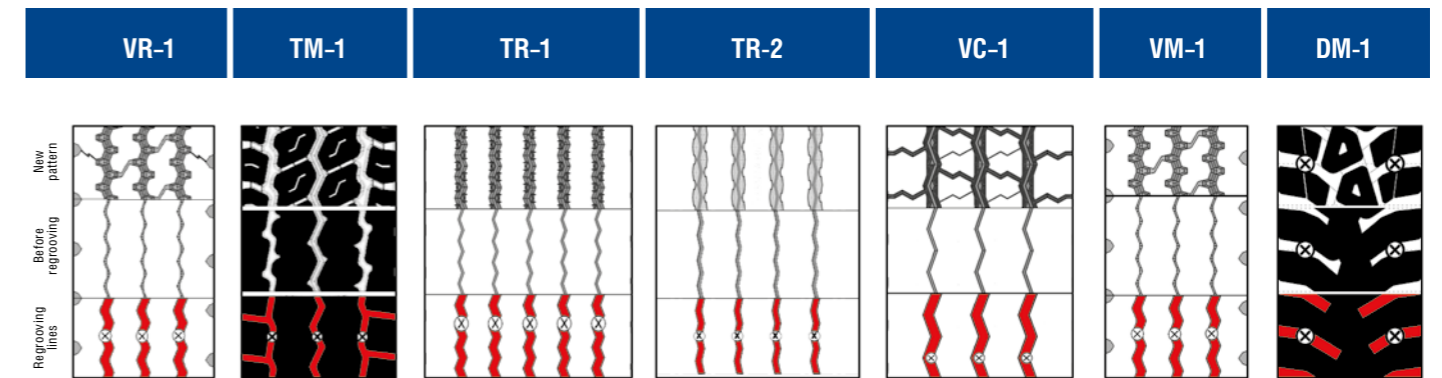 VR-1
TM-1
TR-1
TR-2
VC-1
VM-1
DM-1
New
pattern
Before
regrooving
Regrooving
lines